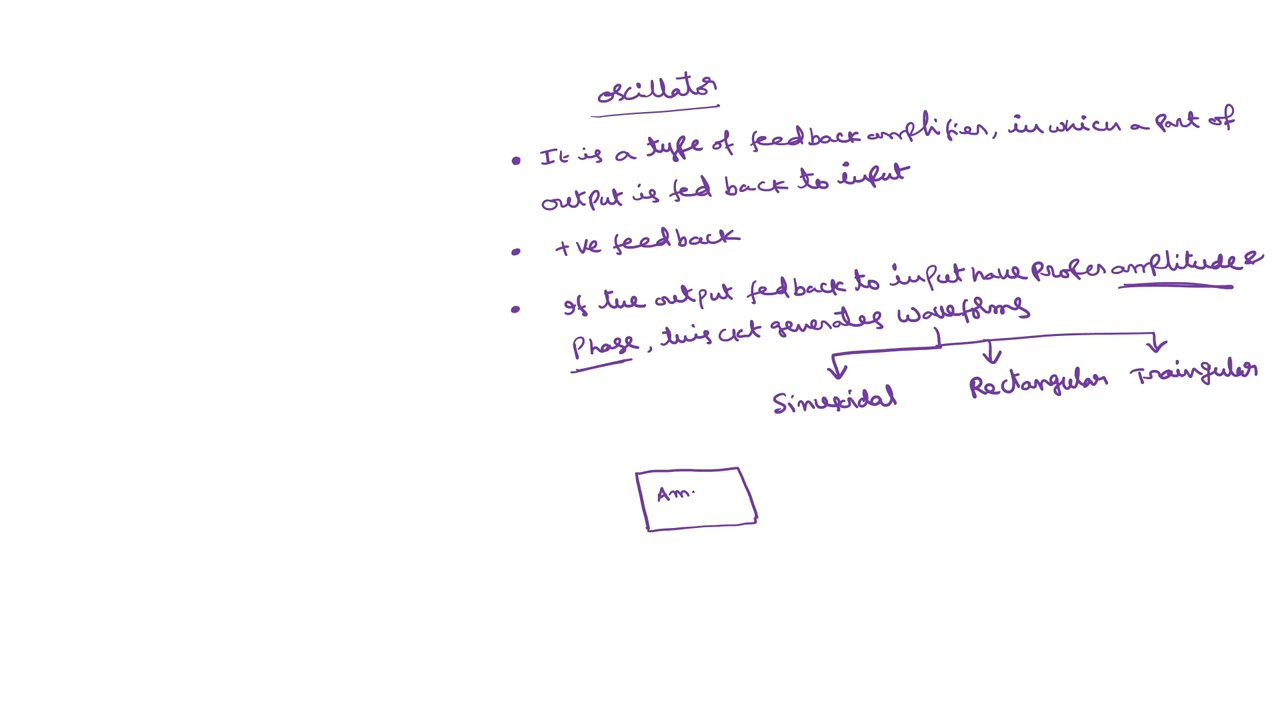 oscillator
• It is a type of feedback amplifier, in which a part of
output is fed back to input
• +ve feedback
• If the output feedback to input have proper amplitude &
Phase, this ckt generates waveforms
Sinusoidal Rectangular Traingular
Am.